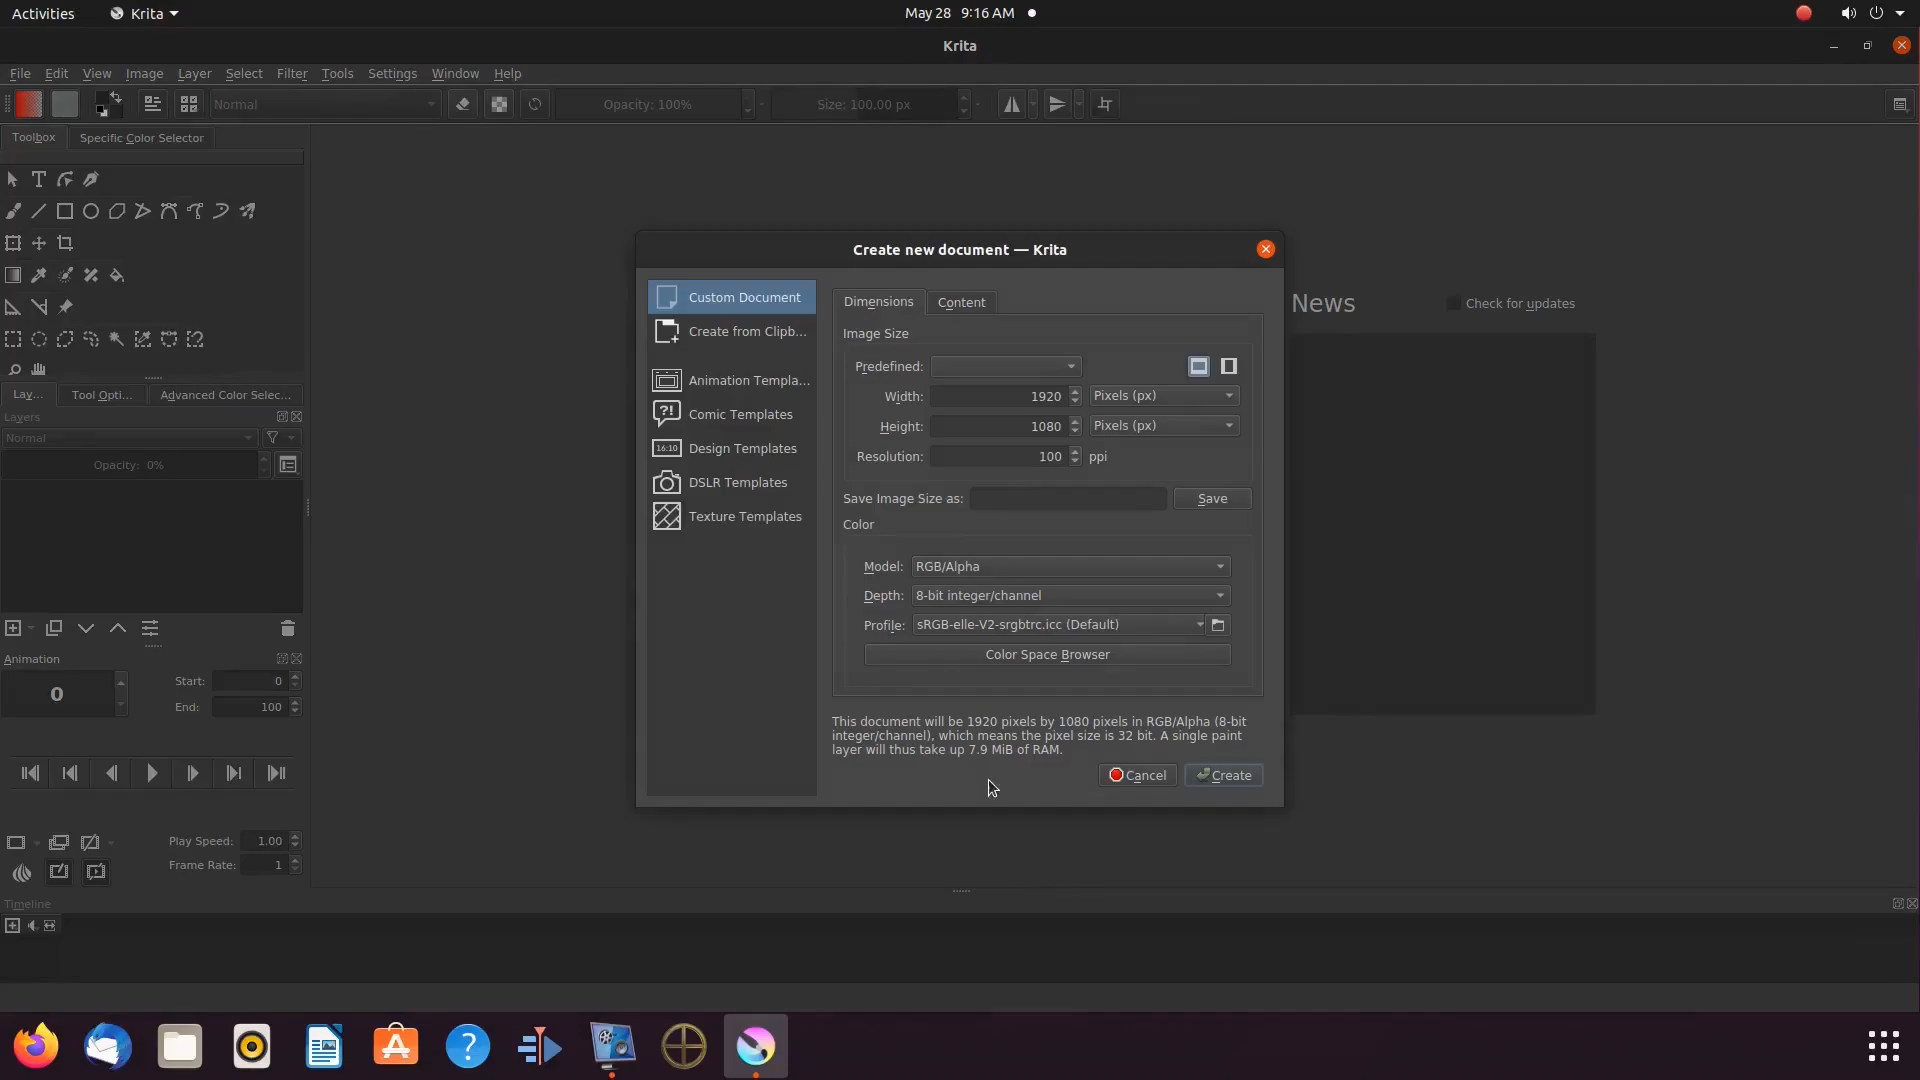 Activities Krita May 28 9:16 AM
Krita
File Edit View Image Layer Select Filter Tools Settings Window Help
Normal Opacity: 100% Size: 100.00 px
Toolbox Specific Color Selector
Create new document — Krita
Custom Document
Create from Clipb...
Animation Templa...
Comic Templates
Design Templates
16:10
DSLR Templates
Texture Templates
Dimensions Content
Image Size
Predefined:
Width: 1920 Pixels (px)
Height: 1080 Pixels (px)
Resolution: 100 ppi
Save Image Size as: Save
Color
Model: RGB/Alpha
Depth: 8-bit integer/channel
Profile: sRGB-elle-V2-srgbtrc.icc (Default)
Color Space Browser
This document will be 1920 pixels by 1080 pixels in RGB/Alpha (8-bit
integer/channel), which means the pixel size is 32 bit. A single paint
layer will thus take up 7.9 MiB of RAM.
Cancel Create
News Check for updates
Lay... Tool Opti... Advanced Color Selec...
Layers
Normal
Opacity: 0%
Animation
0 Start: 0
End: 100
Play Speed: 1.00
Frame Rate: 1
Timeline